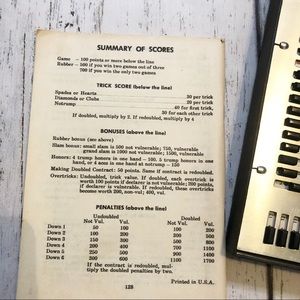 SUMMARY OF SCORES
Game - 100 points or more below the line
Rubber - 500 if you win two games out of three
700 if you win the only two games
TRICK SCORE (below the line)
Spades or Hearts 30 per trick
Diamonds or Clubs 20 per trick
Notrump 40 for first trick,
30 for each other trick
If doubled, multiply by 2. If redoubled, multiply by 4
BONUSES (above the line)
Rubber bonus (see above)
Slam bonus: small slam is 500 not vulnerable; 750 vulnerable,
grand slam is 1000 not vulnerable; 1500 vulnerable.
Honors: 4 trump honors in one hand - 100. 5 trump honors in one
hand, or 4 aces in one hand at notrump - 150
Making Doubled Contract: 50 points. Same if contract is redoubled.
Overtricks: Undoubled, trick value. If doubled, each overtrick is
worth 100 points if declarer is not vulnerable; 200 points,
if declarer is vulnerable. If redoubled, these overtricks
become worth 200, not vul; and 400, vul.
PENALTIES (above the line)
Undoubled Doubled
Not Vul. Vul. Not Vul. Vul.
Down 1 50 100 100 200
Down 2 100 200 300 500
Down 3 150 300 500 800
Down 4 200 400 700 1100
Down 5 250 500 900 1400
Down 6 300 600 1100 1700
If the contract is redoubled, multiply
the doubled penalties by two.
128
Printed in U.S.A.